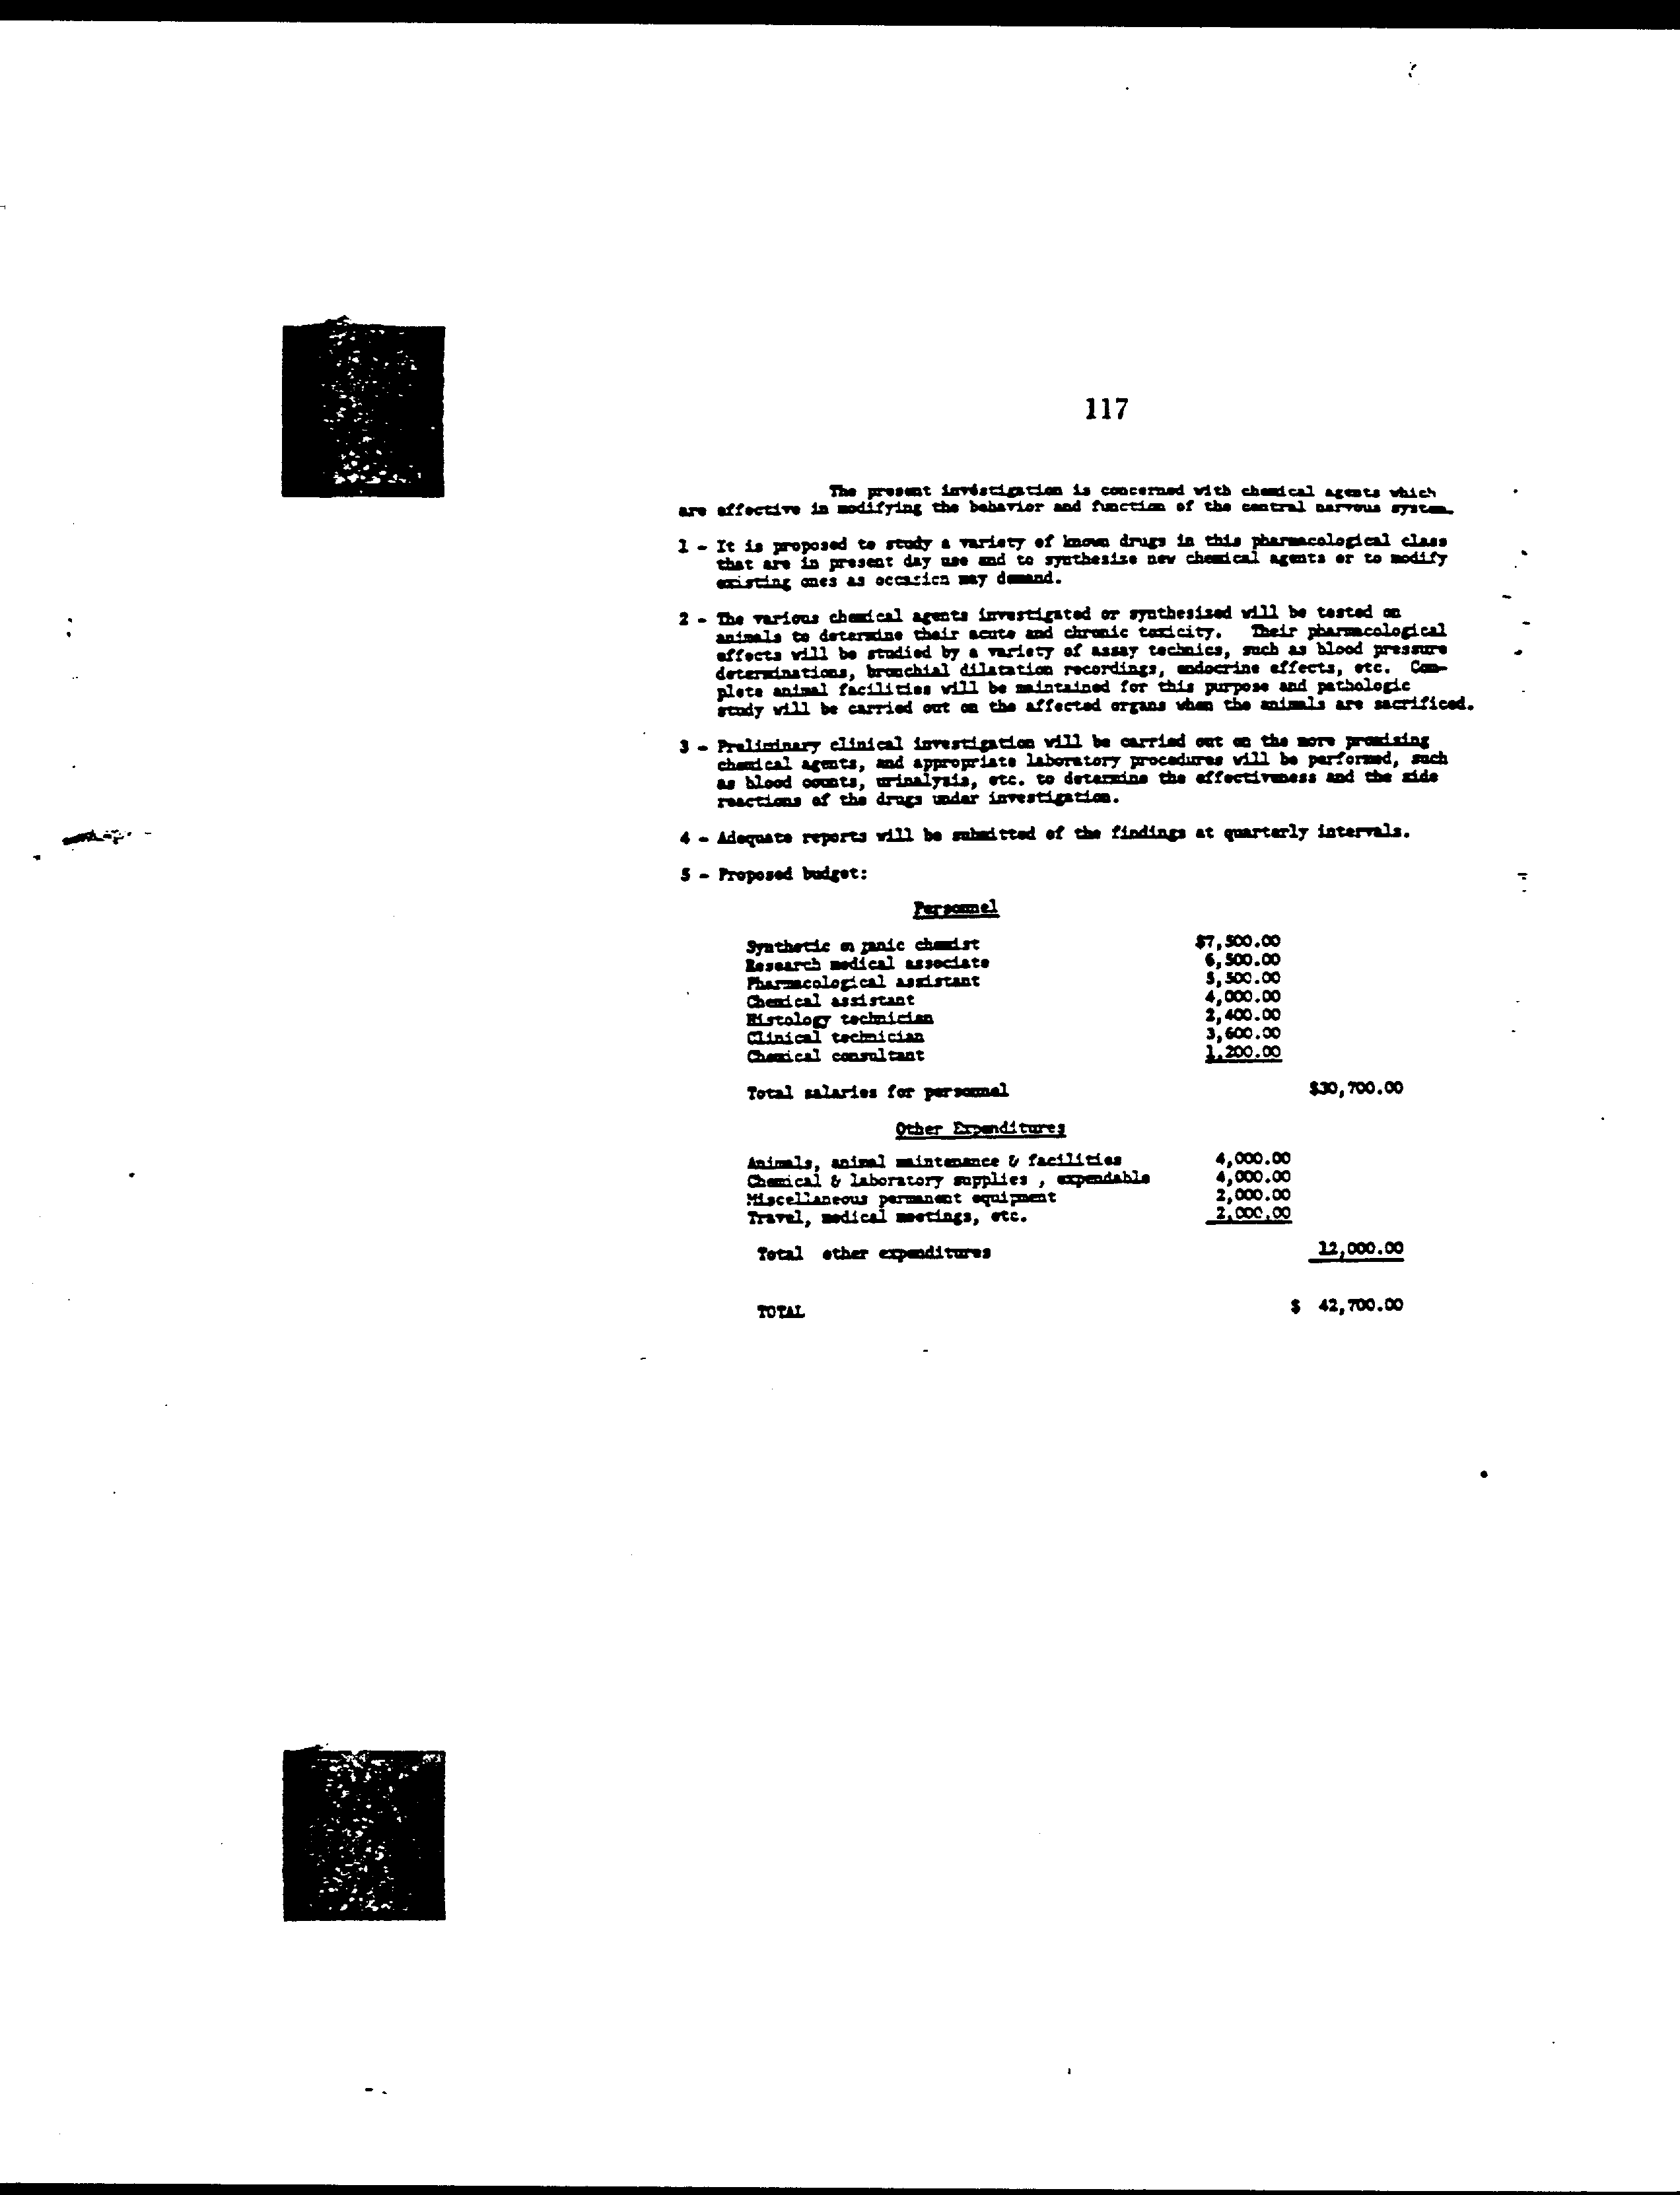 117
The present investigation is concerned with chemical agents which
are effective in modifying the behavior and function of the central nervous system.
1 - It is proposed to study a variety of known drugs in this pharmacological class
that are in present day use and to synthesize new chemical agents or to modify
existing ones as occasion may demand.
2 - The various chemical agents investigated or synthesized will be tested on
animals to determine their acute and chronic toxicity. Their pharmacological
effects will be studied by a variety of assay technics, such as blood pressure
determinations, bronchial dilatation recordings, endocrine effects, etc. Com-
plete animal facilities will be maintained for this purpose and pathologic
study will be carried out on the affected organs when the animals are sacrificed.
3 - Preliminary clinical investigation will be carried out on the more promising
chemical agents, and appropriate laboratory procedures will be performed, such
as blood counts, urinalysis, etc. to determine the effectiveness and the side
reactions of the drugs under investigation.
4 - Adequate reports will be submitted of the findings at quarterly intervals.
5 - Proposed budget:
Personnel
Synthetic organic chemist $7,500.00
Research medical associate 6,500.00
Pharmacological assistant 5,500.00
Chemical assistant 4,000.00
Histology technician 2,400.00
Clinical technician 3,600.00
Chemical consultant 1,200.00
Total salaries for personnel $30,700.00
Other Expenditures
Animals, animal maintenance & facilities 4,000.00
Chemical & laboratory supplies , expendable 4,000.00
Miscellaneous permanent equipment 2,000.00
Travel, medical meetings, etc. 2,000.00
Total other expenditures 12,000.00
TOTAL $ 42,700.00